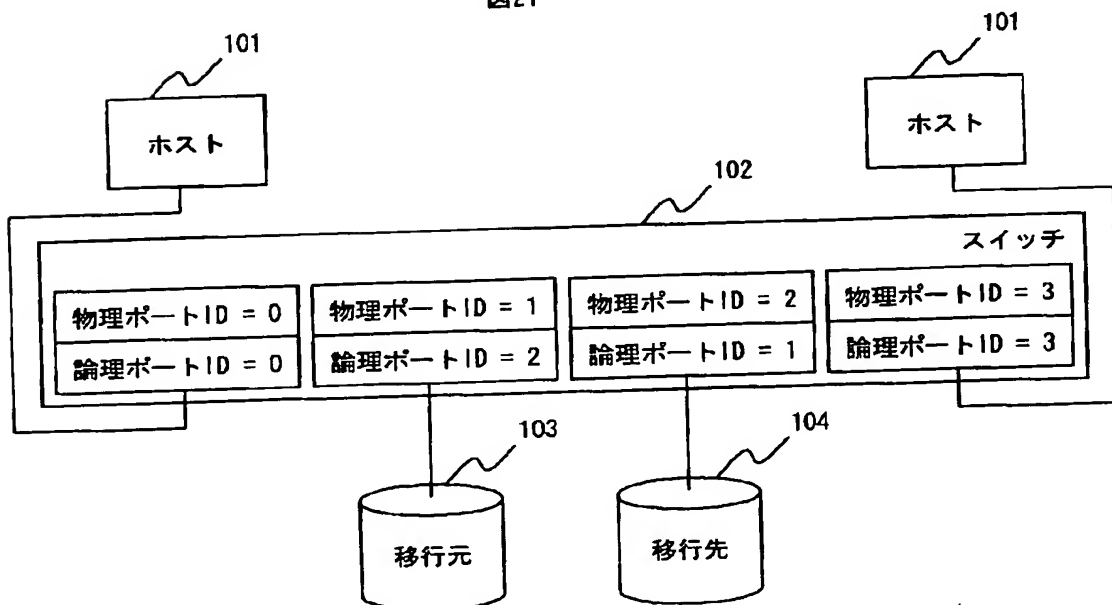 図21
101
101
ホスト
ホスト
102
スイッチ
物理ポートID = 0
物理ポートID = 1
物理ポートID = 2
物理ポートID = 3
論理ポートID = 0
論理ポートID = 2
論理ポートID = 1
論理ポートID = 3
103
104
移行元
移行先